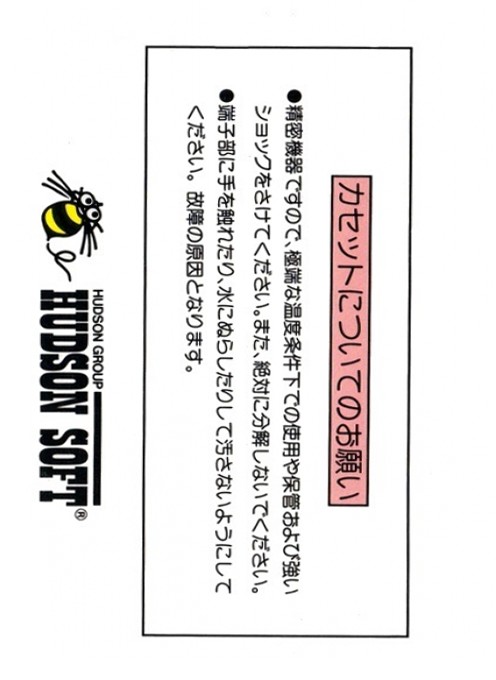 カセットについてのお願い
●精密機器ですので、極端な温度条件下での使用や保管および強い
ショックをさけてください。また、絶対に分解しないでください。
●端子部に手を触れたり、水にぬらしたりして汚さないようにして
ください。故障の原因となります。
HUDSON GROUP
HUDSON SOFT®